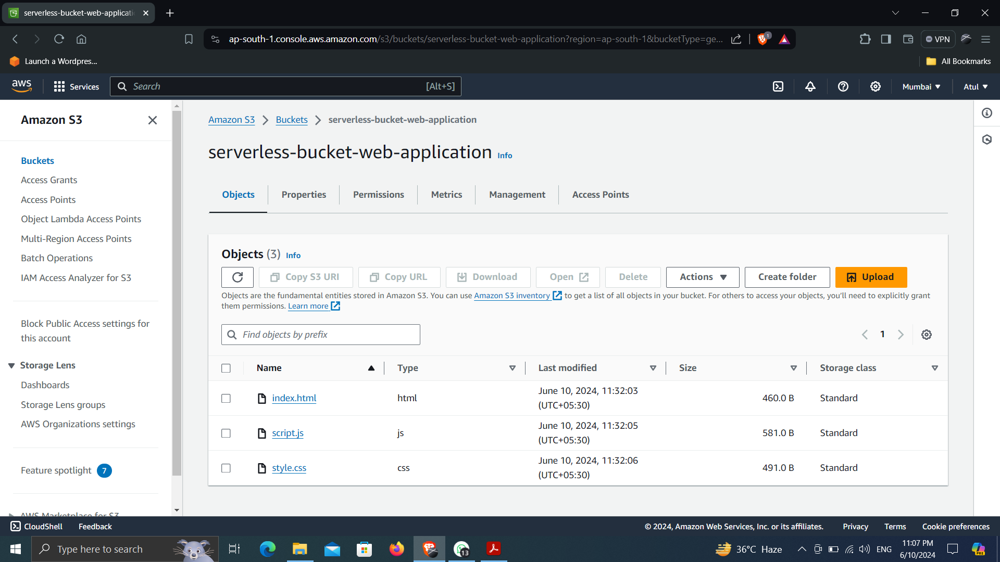 serverless-bucket-web-applicati
ap-south-1.console.aws.amazon.com/s3/buckets/serverless-bucket-web-application?region=ap-south-1&bucketType=ge...
1
VPN
Launch a Wordpres...
All Bookmarks
aws
Services
Search
[Alt+S]
Mumbai
Atul
Amazon S3
Buckets
Access Grants
Access Points
Object Lambda Access Points
Multi-Region Access Points
Batch Operations
IAM Access Analyzer for S3
Block Public Access settings for
this account
Storage Lens
Dashboards
Storage Lens groups
AWS Organizations settings
Feature spotlight 7
AWS Marketplace for S3
Amazon S3 > Buckets > serverless-bucket-web-application
serverless-bucket-web-application Info
Objects Properties Permissions Metrics Management Access Points
Objects (3) Info
Copy S3 URI Copy URL Download Open Delete Actions Create folder Upload
Objects are the fundamental entities stored in Amazon S3. You can use Amazon S3 inventory to get a list of all objects in your bucket. For others to access your objects, you'll need to explicitly grant
them permissions. Learn more
Find objects by prefix
1
Name Type Last modified Size Storage class
index.html html June 10, 2024, 11:32:03 (UTC+05:30) 460.0 B Standard
script.js js June 10, 2024, 11:32:05 (UTC+05:30) 581.0 B Standard
style.css css June 10, 2024, 11:32:06 (UTC+05:30) 491.0 B Standard
CloudShell Feedback
© 2024, Amazon Web Services, Inc. or its affiliates. Privacy Terms Cookie preferences
Type here to search
13
36°C Haze
ENG
11:07 PM
6/10/2024
PRE